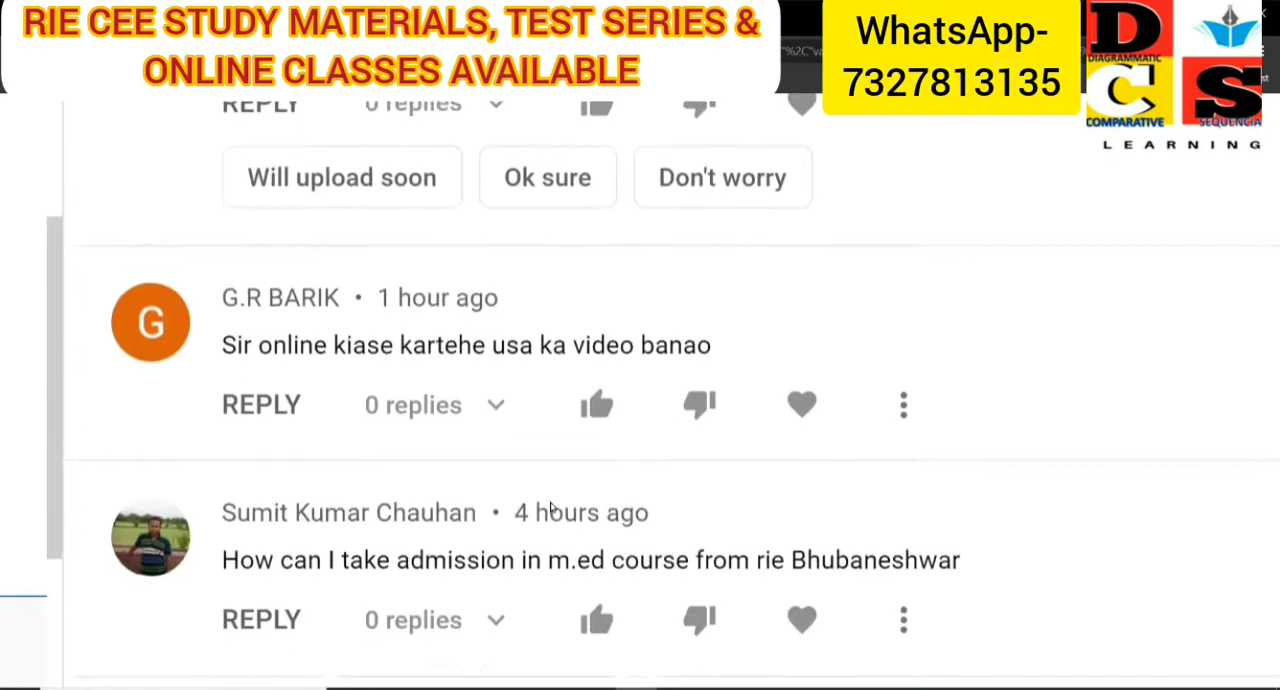 RIE CEE STUDY MATERIALS, TEST SERIES &
ONLINE CLASSES AVAILABLE
WhatsApp-
7327813135
D
DIAGRAMMATIC
C S
COMPARATIVE SEQUENCIA
LEARNING
REPLY 0 replies
Will upload soon Ok sure Don't worry
G
G.R BARIK • 1 hour ago
Sir online kiase kartehe usa ka video banao
REPLY 0 replies
Sumit Kumar Chauhan • 4 hours ago
How can I take admission in m.ed course from rie Bhubaneshwar
REPLY 0 replies